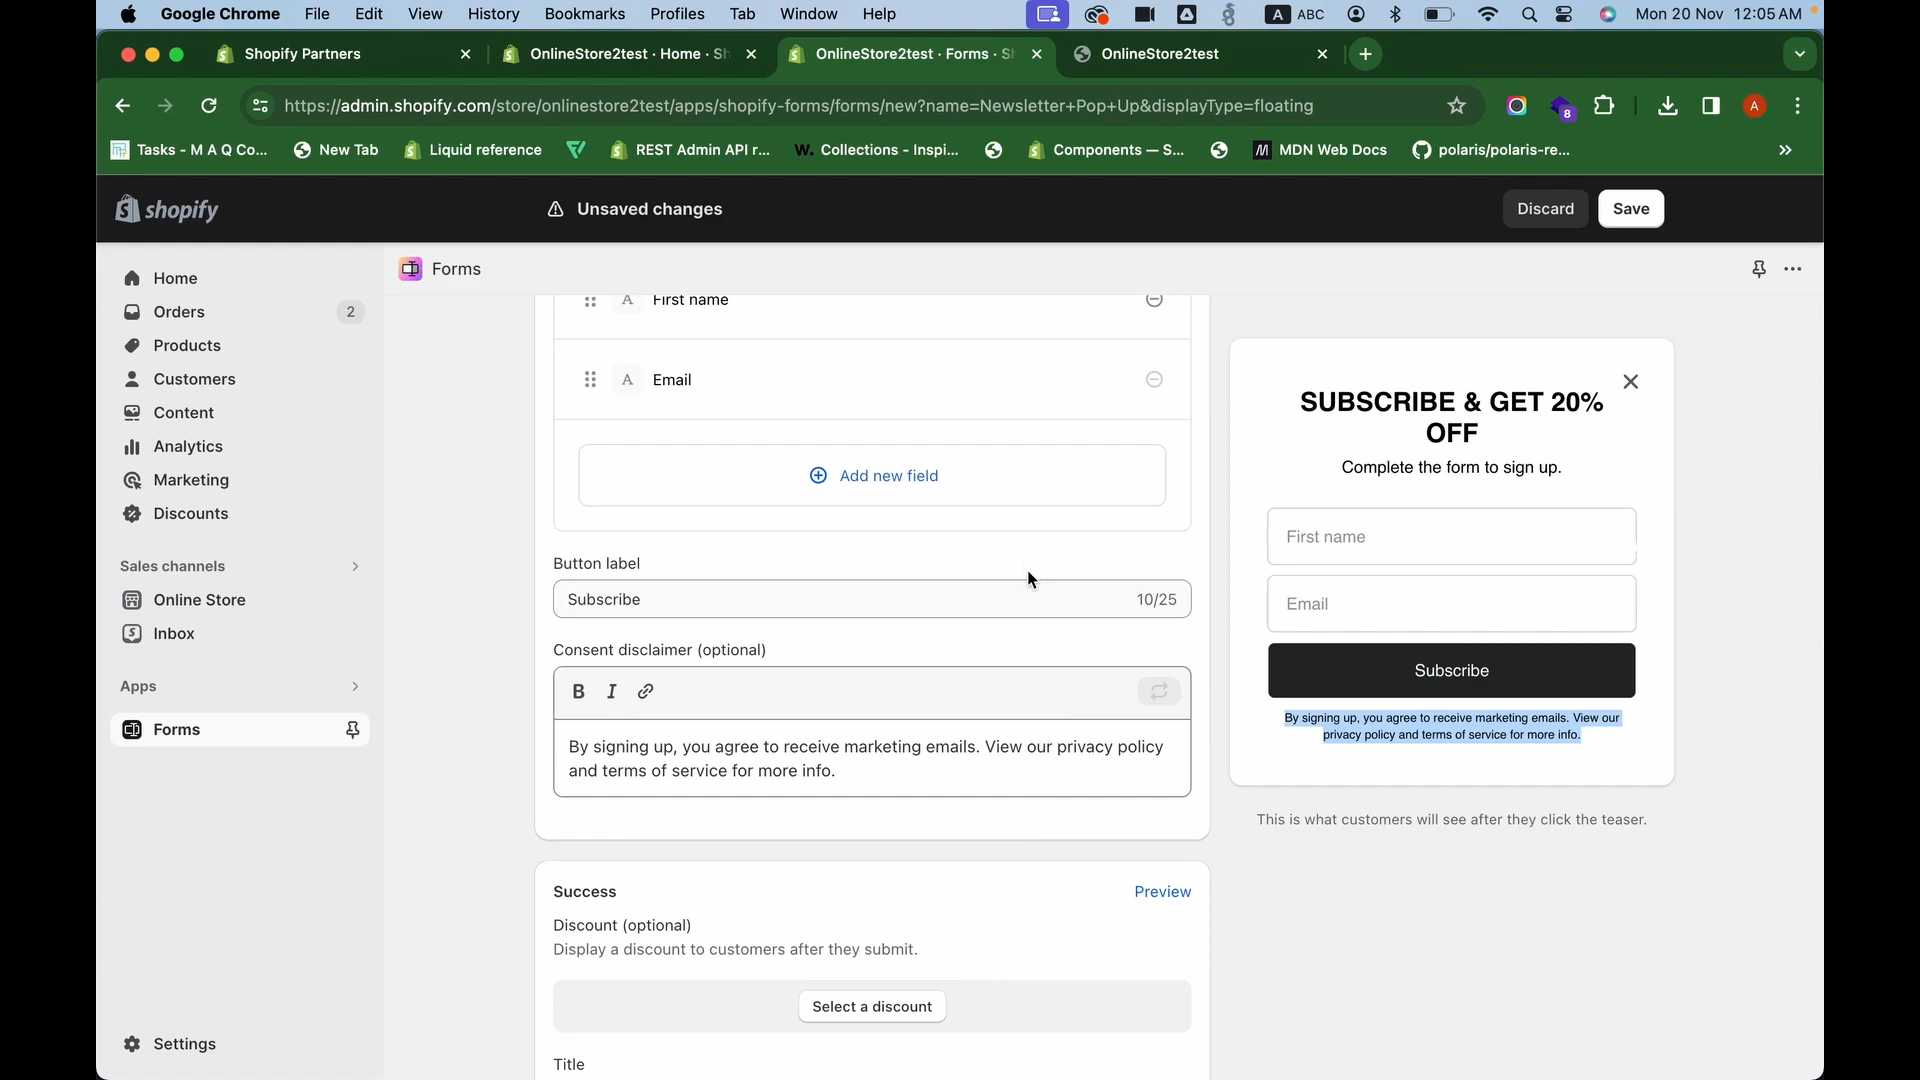 Google Chrome File Edit View History Bookmarks Profiles Tab Window Help A ABC Mon 20 Nov 12:05 AM
Shopify Partners OnlineStore2test · Home · Sh OnlineStore2test · Forms · Sh OnlineStore2test
https://admin.shopify.com/store/onlinestore2test/apps/shopify-forms/forms/new?name=Newsletter+Pop+Up&displayType=floating 8 A
Tasks - M A Q Co... New Tab Liquid reference REST Admin API r... W. Collections - Inspi... Components — S... MDN Web Docs polaris/polaris-re...
shopify Unsaved changes Discard Save
Forms
Home
Orders 2
Products
Customers
Content
Analytics
Marketing
Discounts
Sales channels
Online Store
Inbox
Apps
Forms
Settings
A First name
A Email
Add new field
Button label
Subscribe 10/25
Consent disclaimer (optional)
B I
By signing up, you agree to receive marketing emails. View our privacy policy
and terms of service for more info.
Success Preview
Discount (optional)
Display a discount to customers after they submit.
Select a discount
Title
SUBSCRIBE & GET 20%
OFF
Complete the form to sign up.
First name
Email
Subscribe
By signing up, you agree to receive marketing emails. View our
privacy policy and terms of service for more info.
This is what customers will see after they click the teaser.